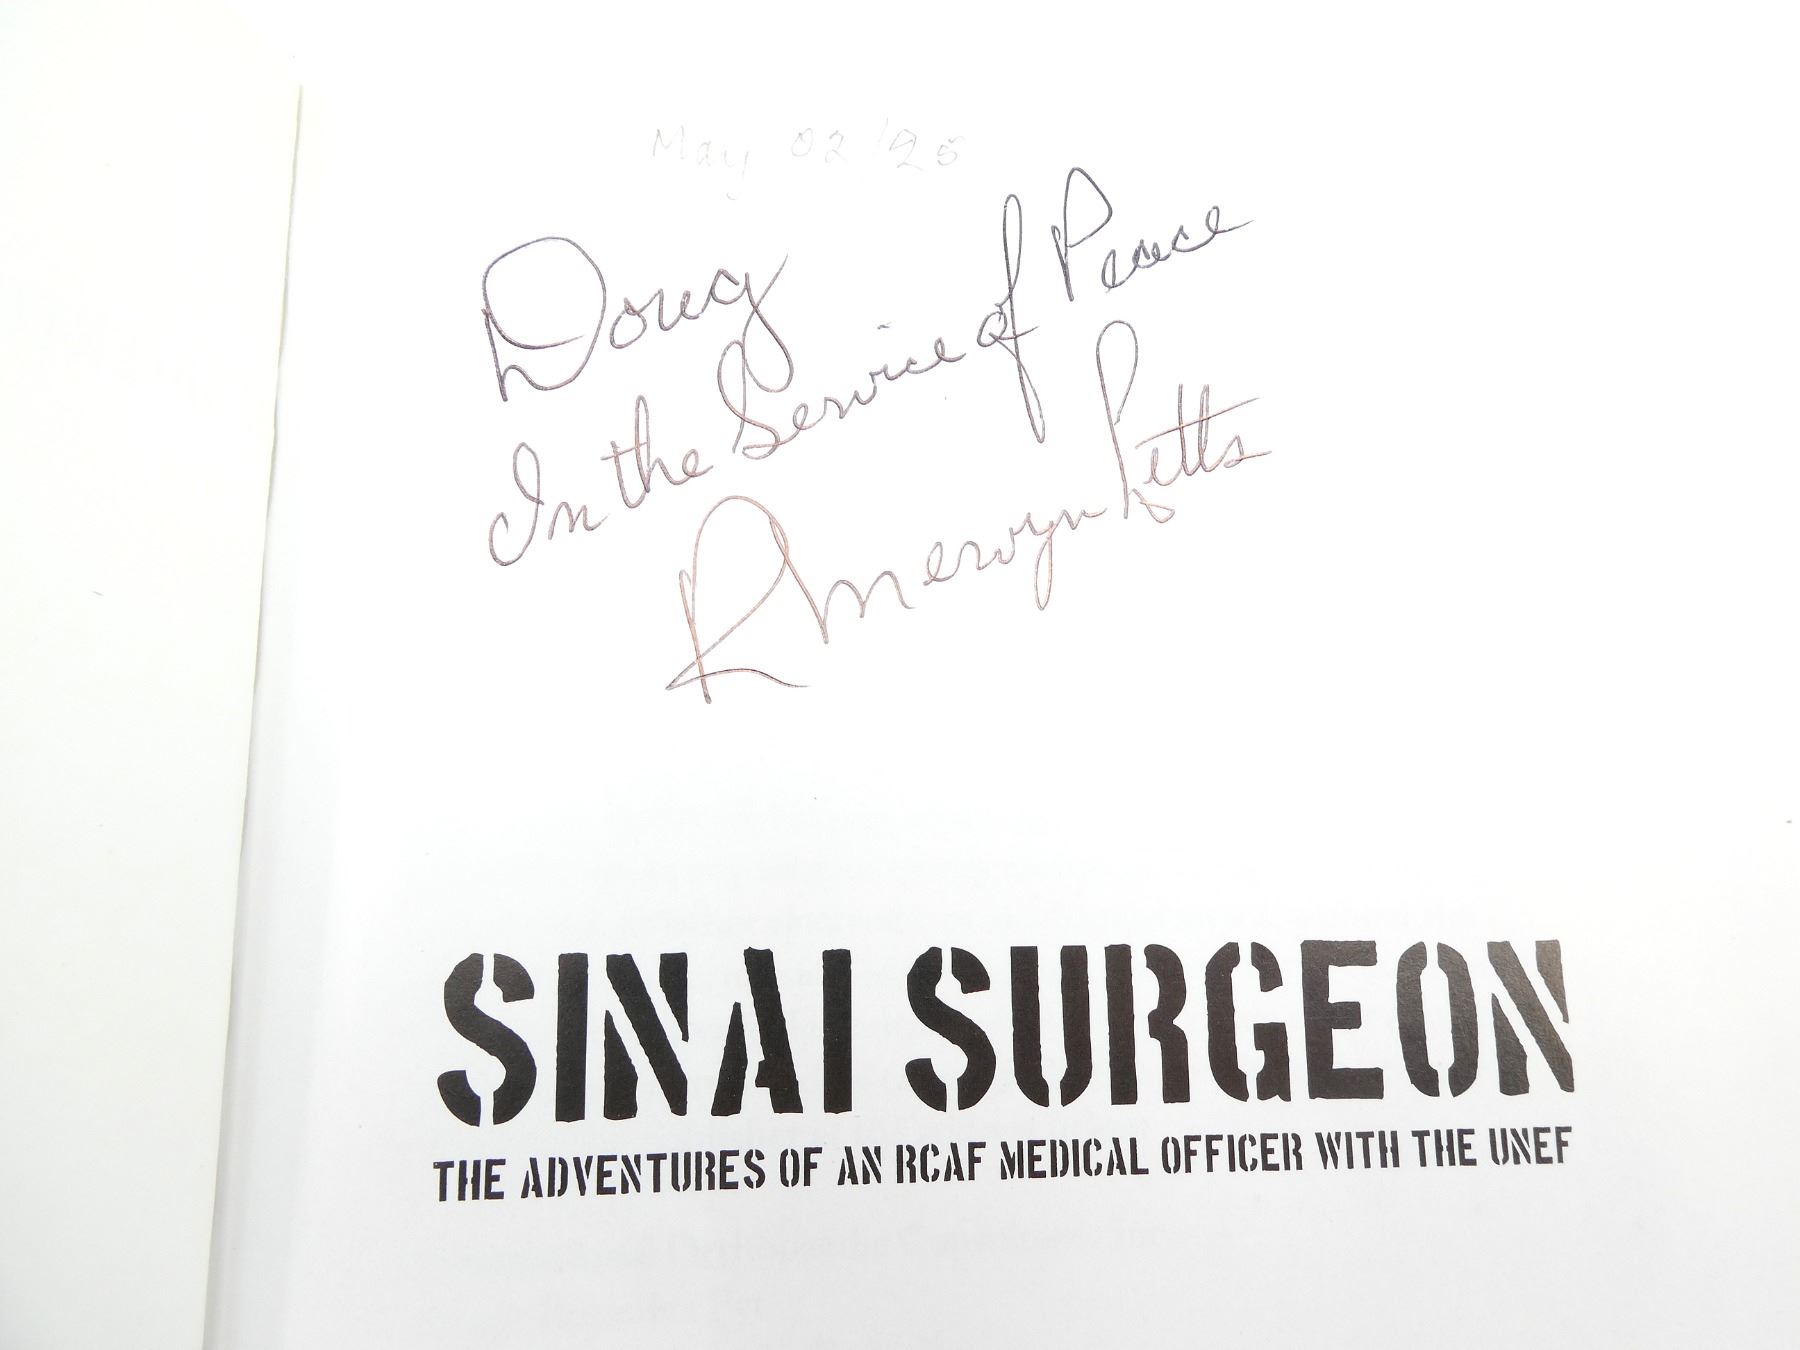 May 02/25
Doug
In the Service of Peace
RMervyn Letts
SINAI SURGEON
THE ADVENTURES OF AN RCAF MEDICAL OFFICER WITH THE UNEF